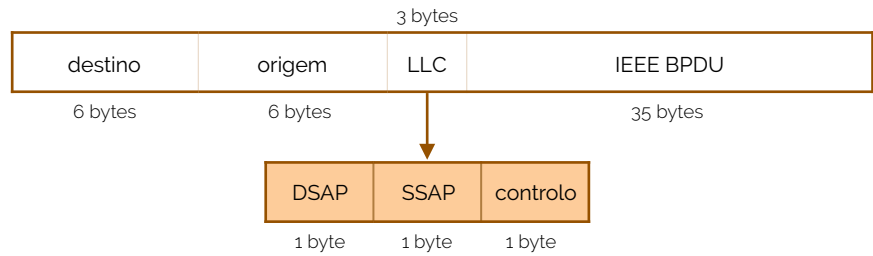 3 bytes
destino origem LLC IEEE BPDU
6 bytes 6 bytes 35 bytes
DSAP SSAP controlo
1 byte 1 byte 1 byte